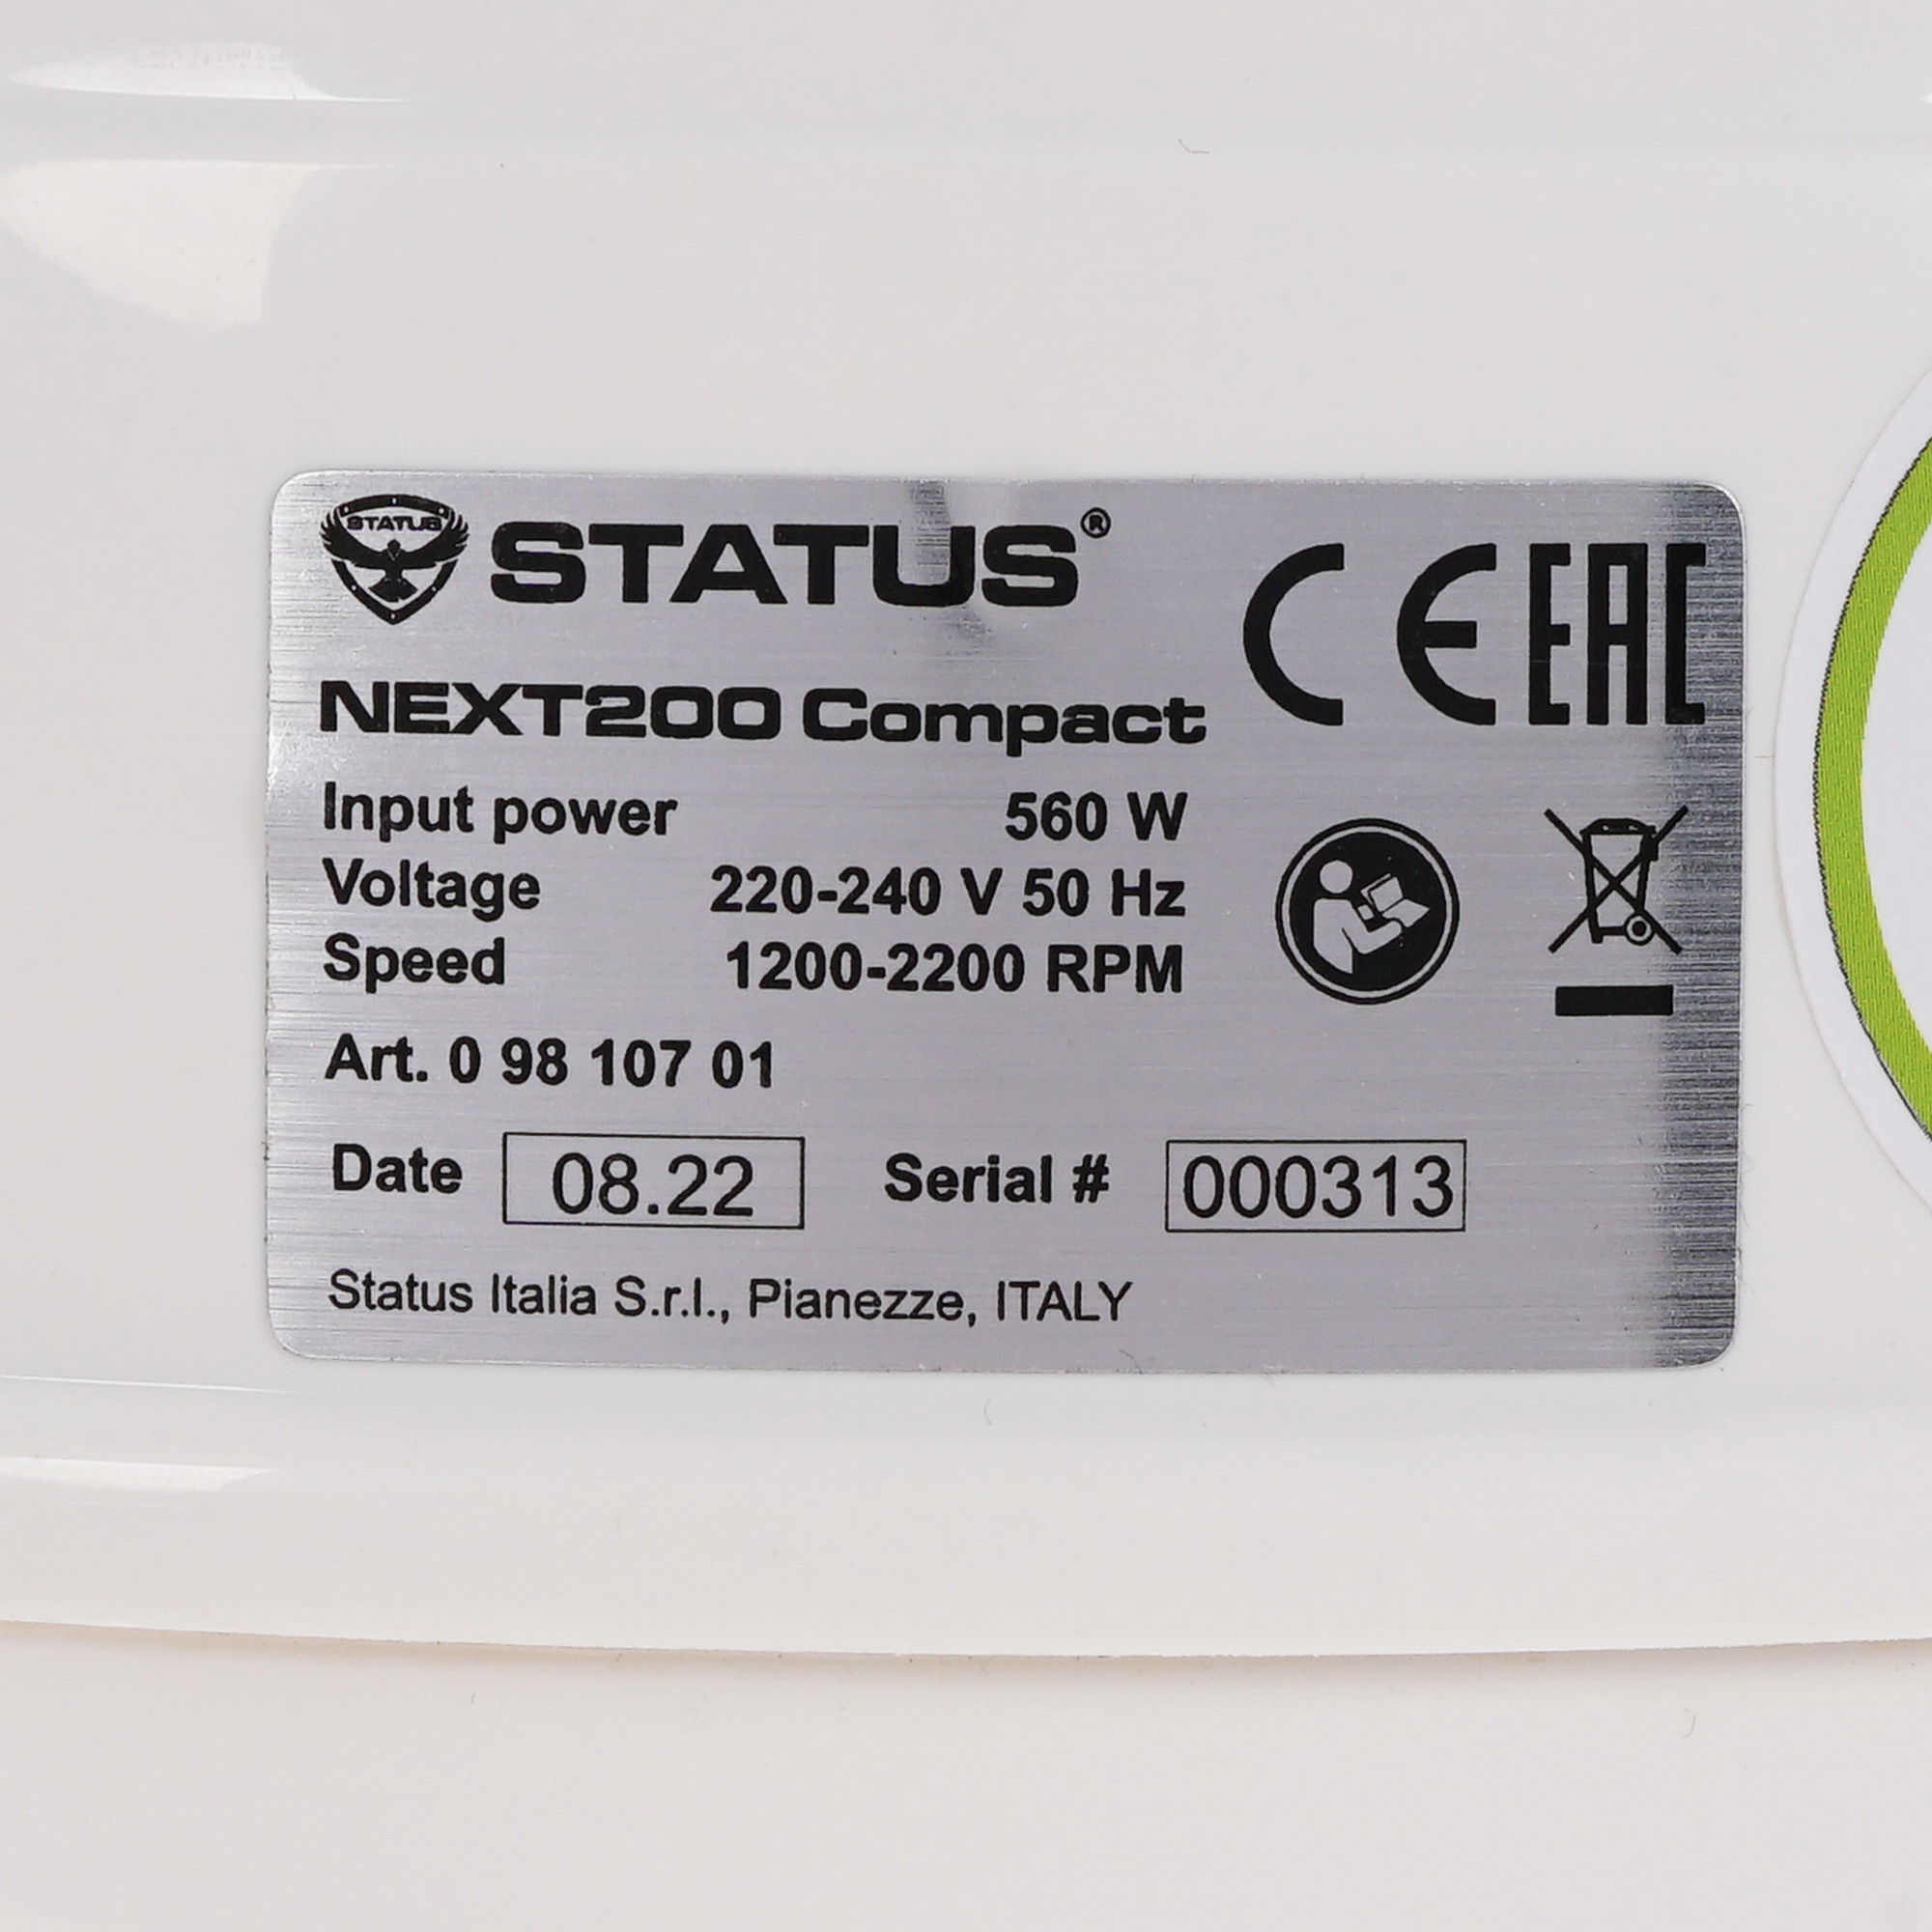 STATUS
STATUS®
CE EAC
NEXT200 Compact
Input power 560 W
Voltage 220-240 V 50 Hz
Speed 1200-2200 RPM
Art. 0 98 107 01
Date 08.22 Serial # 000313
Status Italia S.r.l., Pianezze, ITALY